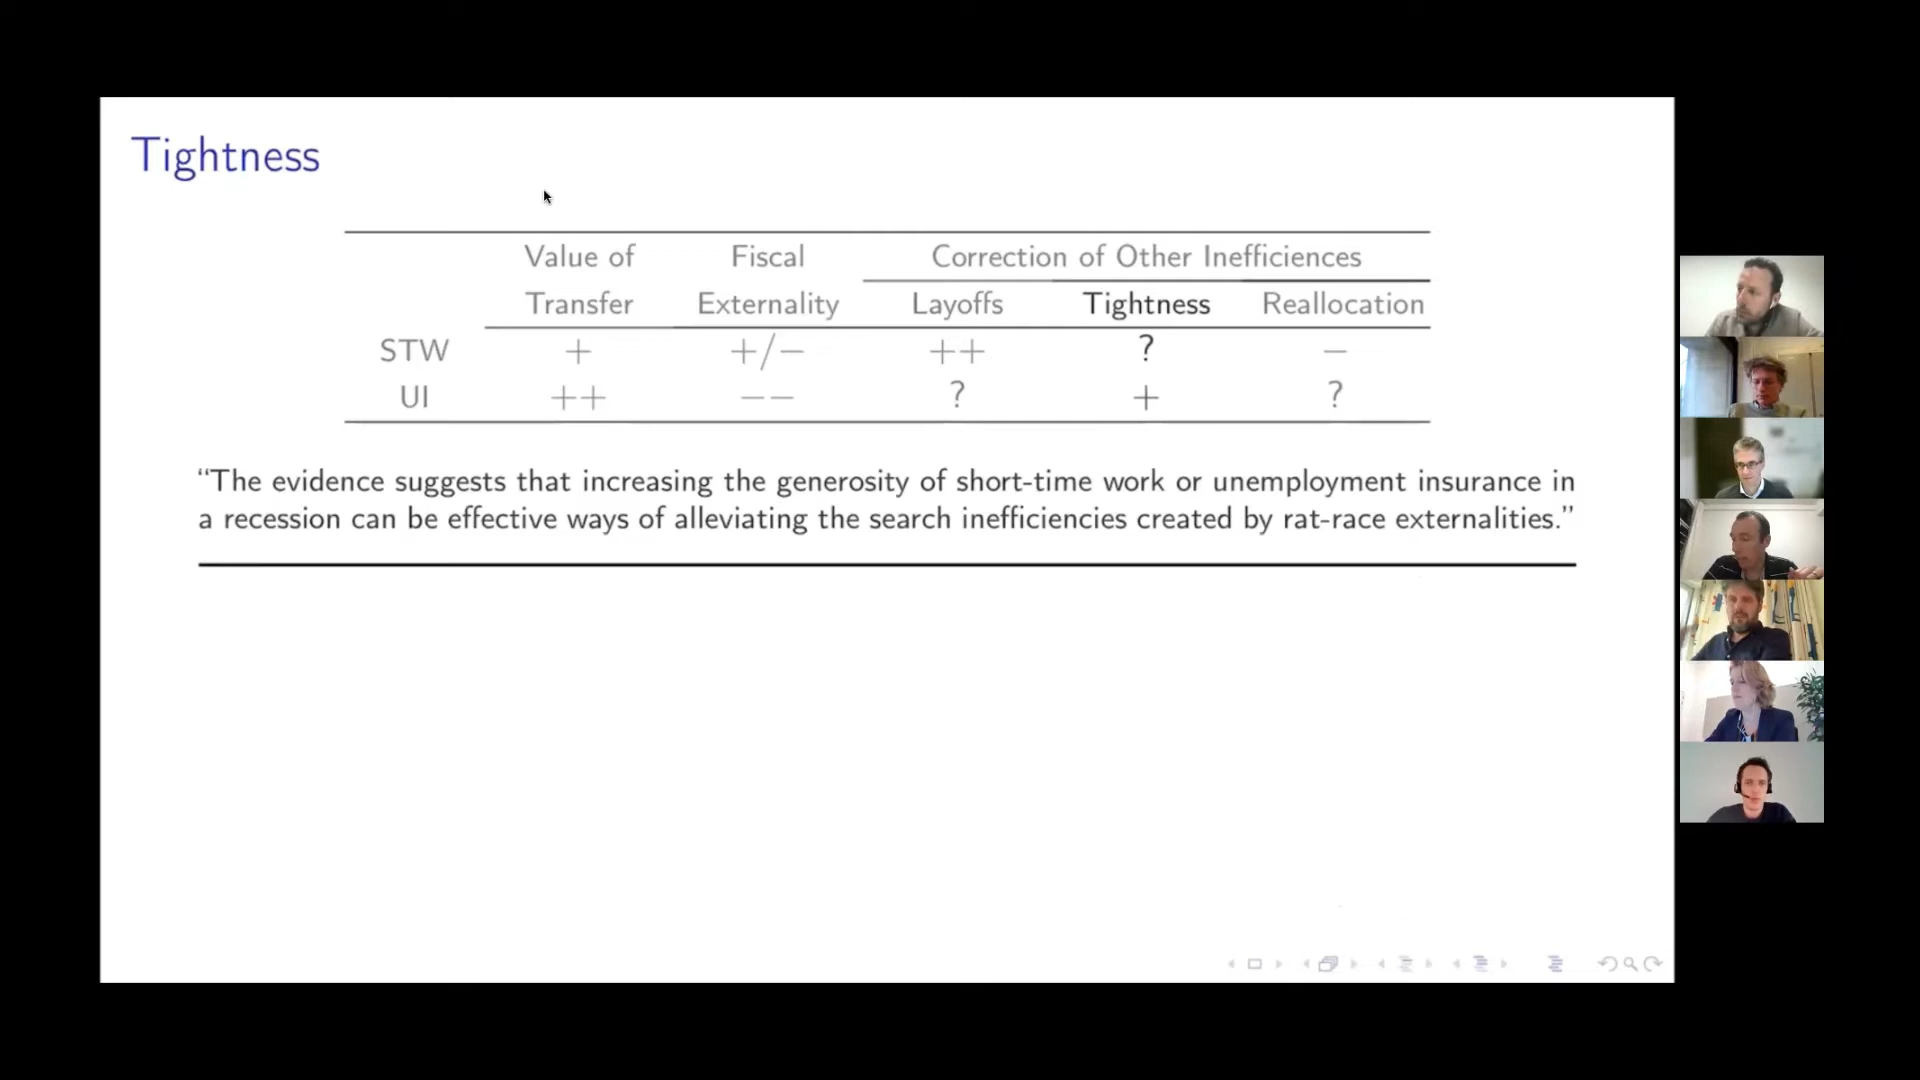 Tightness
Value of Fiscal Correction of Other Inefficiences
Transfer Externality Layoffs Tightness Reallocation
STW + +/− ++ ? −
UI ++ −− ? + ?
“The evidence suggests that increasing the generosity of short-time work or unemployment insurance in
a recession can be effective ways of alleviating the search inefficiencies created by rat-race externalities.”